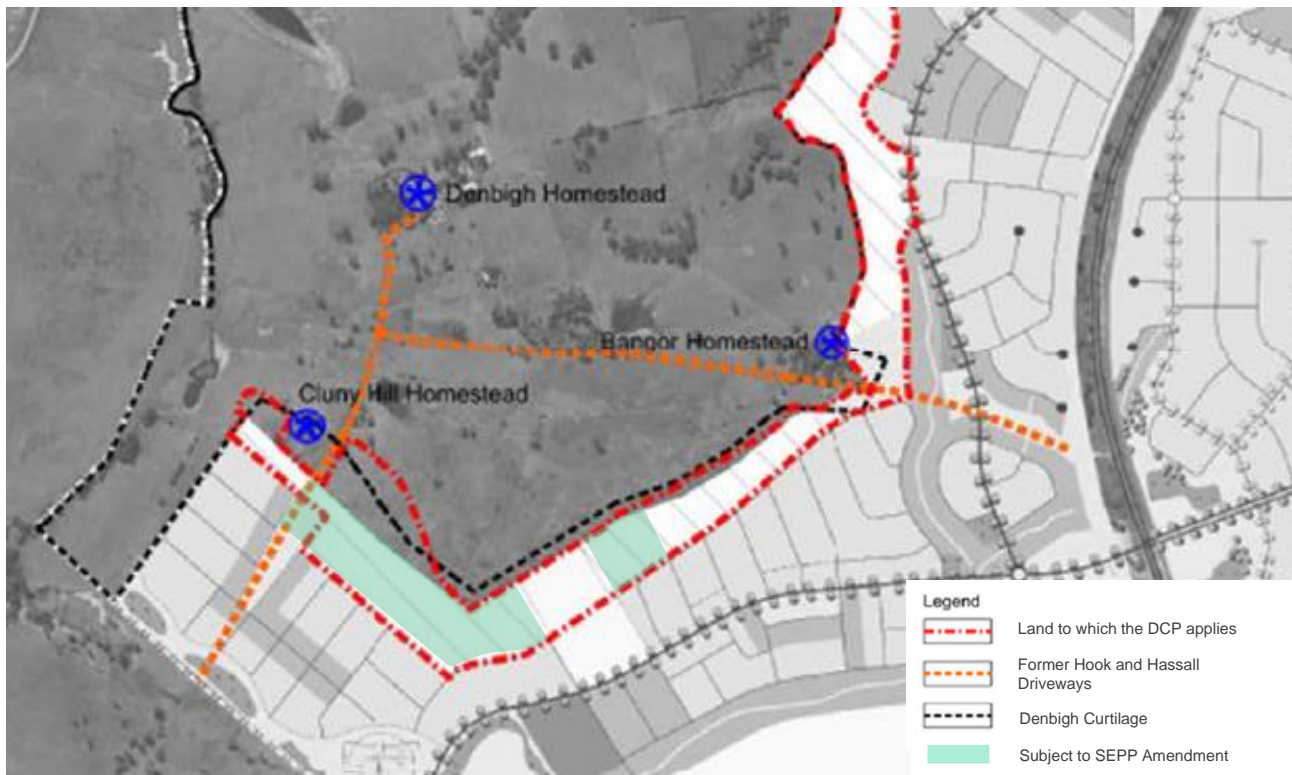 Denbigh Homestead
Bangor Homestead
Cluny Hill Homestead
Legend
Land to which the DCP applies
Former Hook and Hassall
Driveways
Denbigh Curtilage
Subject to SEPP Amendment